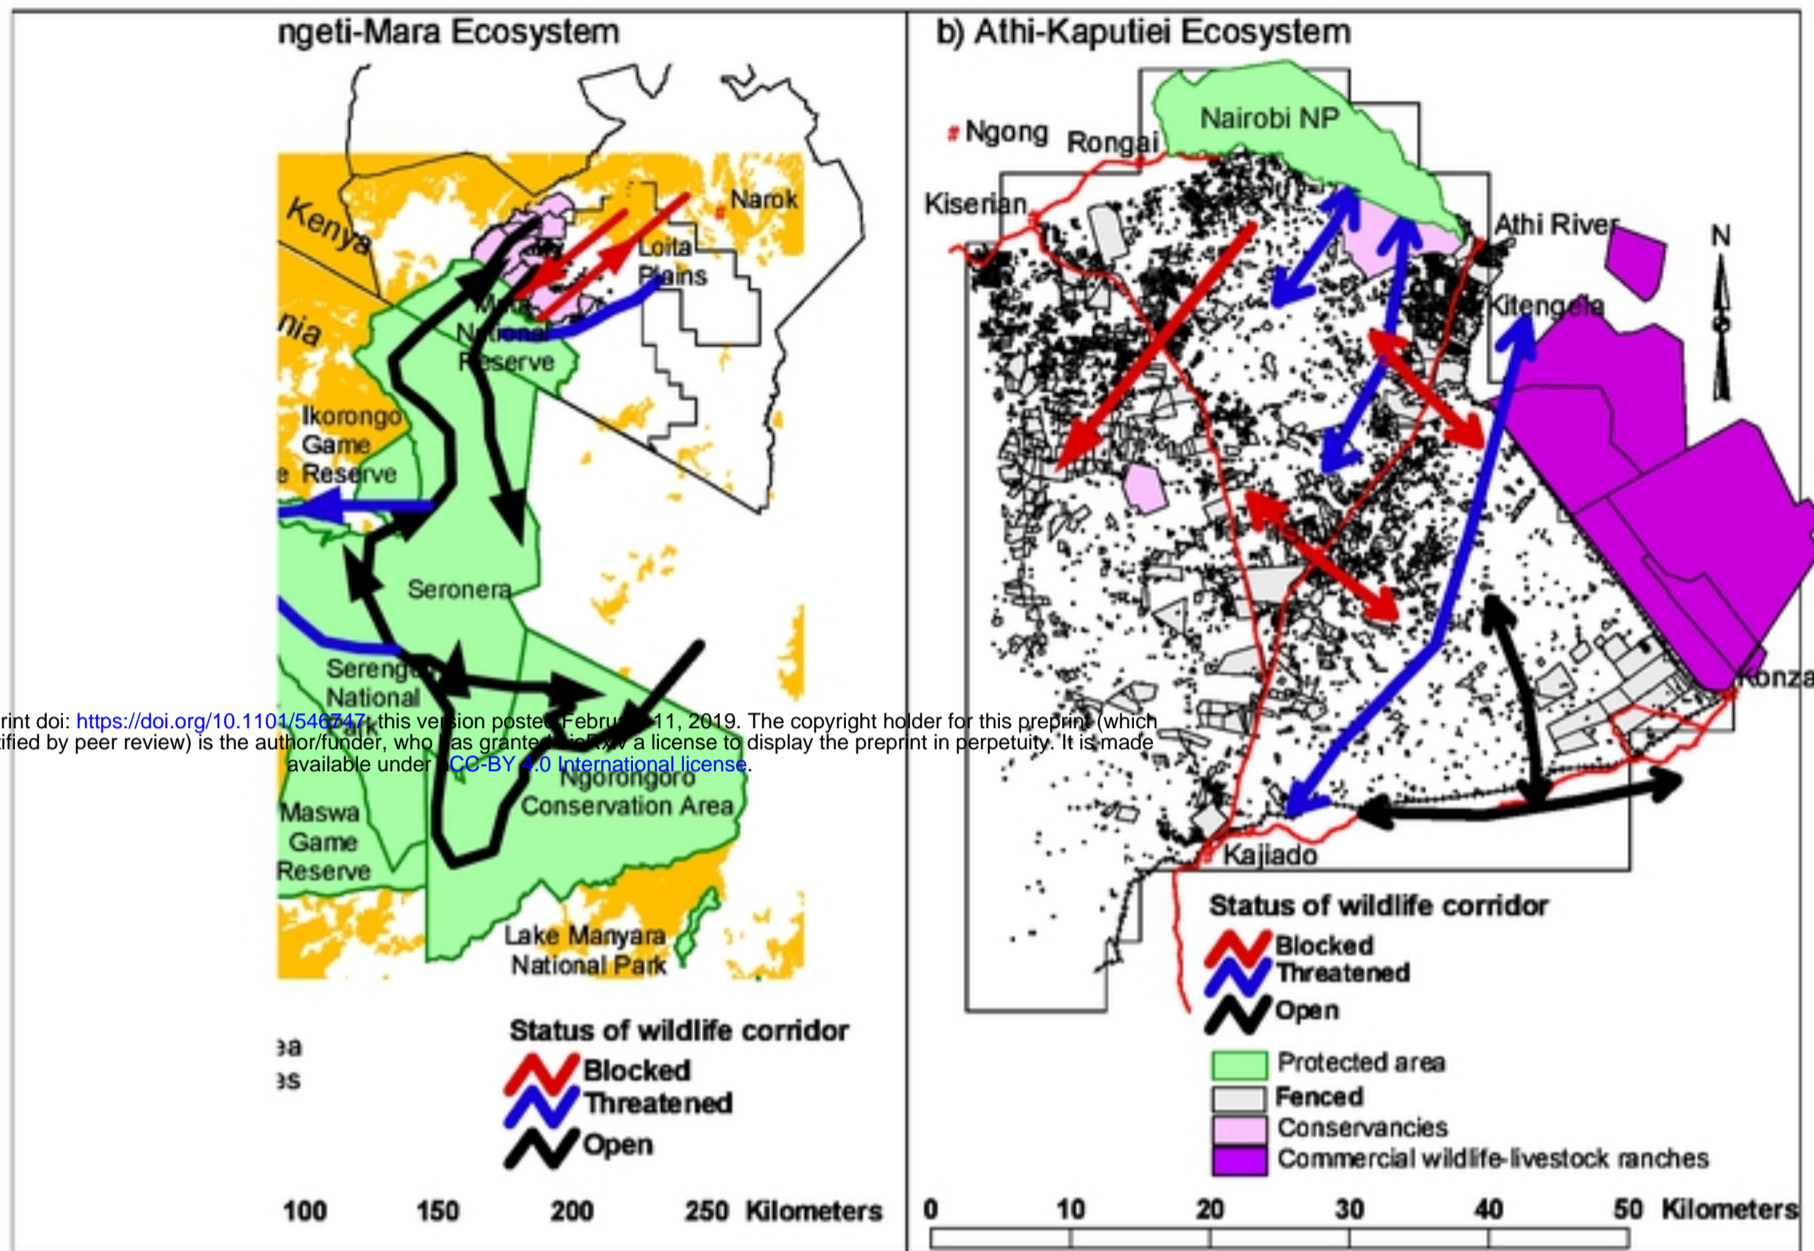 ngeti-Mara Ecosystem
Kenya
Narok
Loita
Plains
nia
National
Reserve
Ikorongo
Game
e Reserve
Seronera
National
Park
rint doi: https://doi.org/10.1101/546747; this version posted February 11, 2019. The copyright holder for this preprint (which
tified by peer review) is the author/funder, who has granted bioRxiv a license to display the preprint in perpetuity. It is made
available under aCC-BY 4.0 International license.
Ngorongoro
Conservation Area
Maswa
Game
Reserve
Lake Manyara
National Park
ea
es
Status of wildlife corridor
Blocked
Threatened
Open
100 150 200 250 Kilometers
b) Athi-Kaputiei Ecosystem
Nairobi NP
Ngong
Rongai
Kiserian
Athi River
N
Kitengela
Konza
Kajiado
Status of wildlife corridor
Blocked
Threatened
Open
Protected area
Fenced
Conservancies
Commercial wildlife-livestock ranches
0 10 20 30 40 50 Kilometers